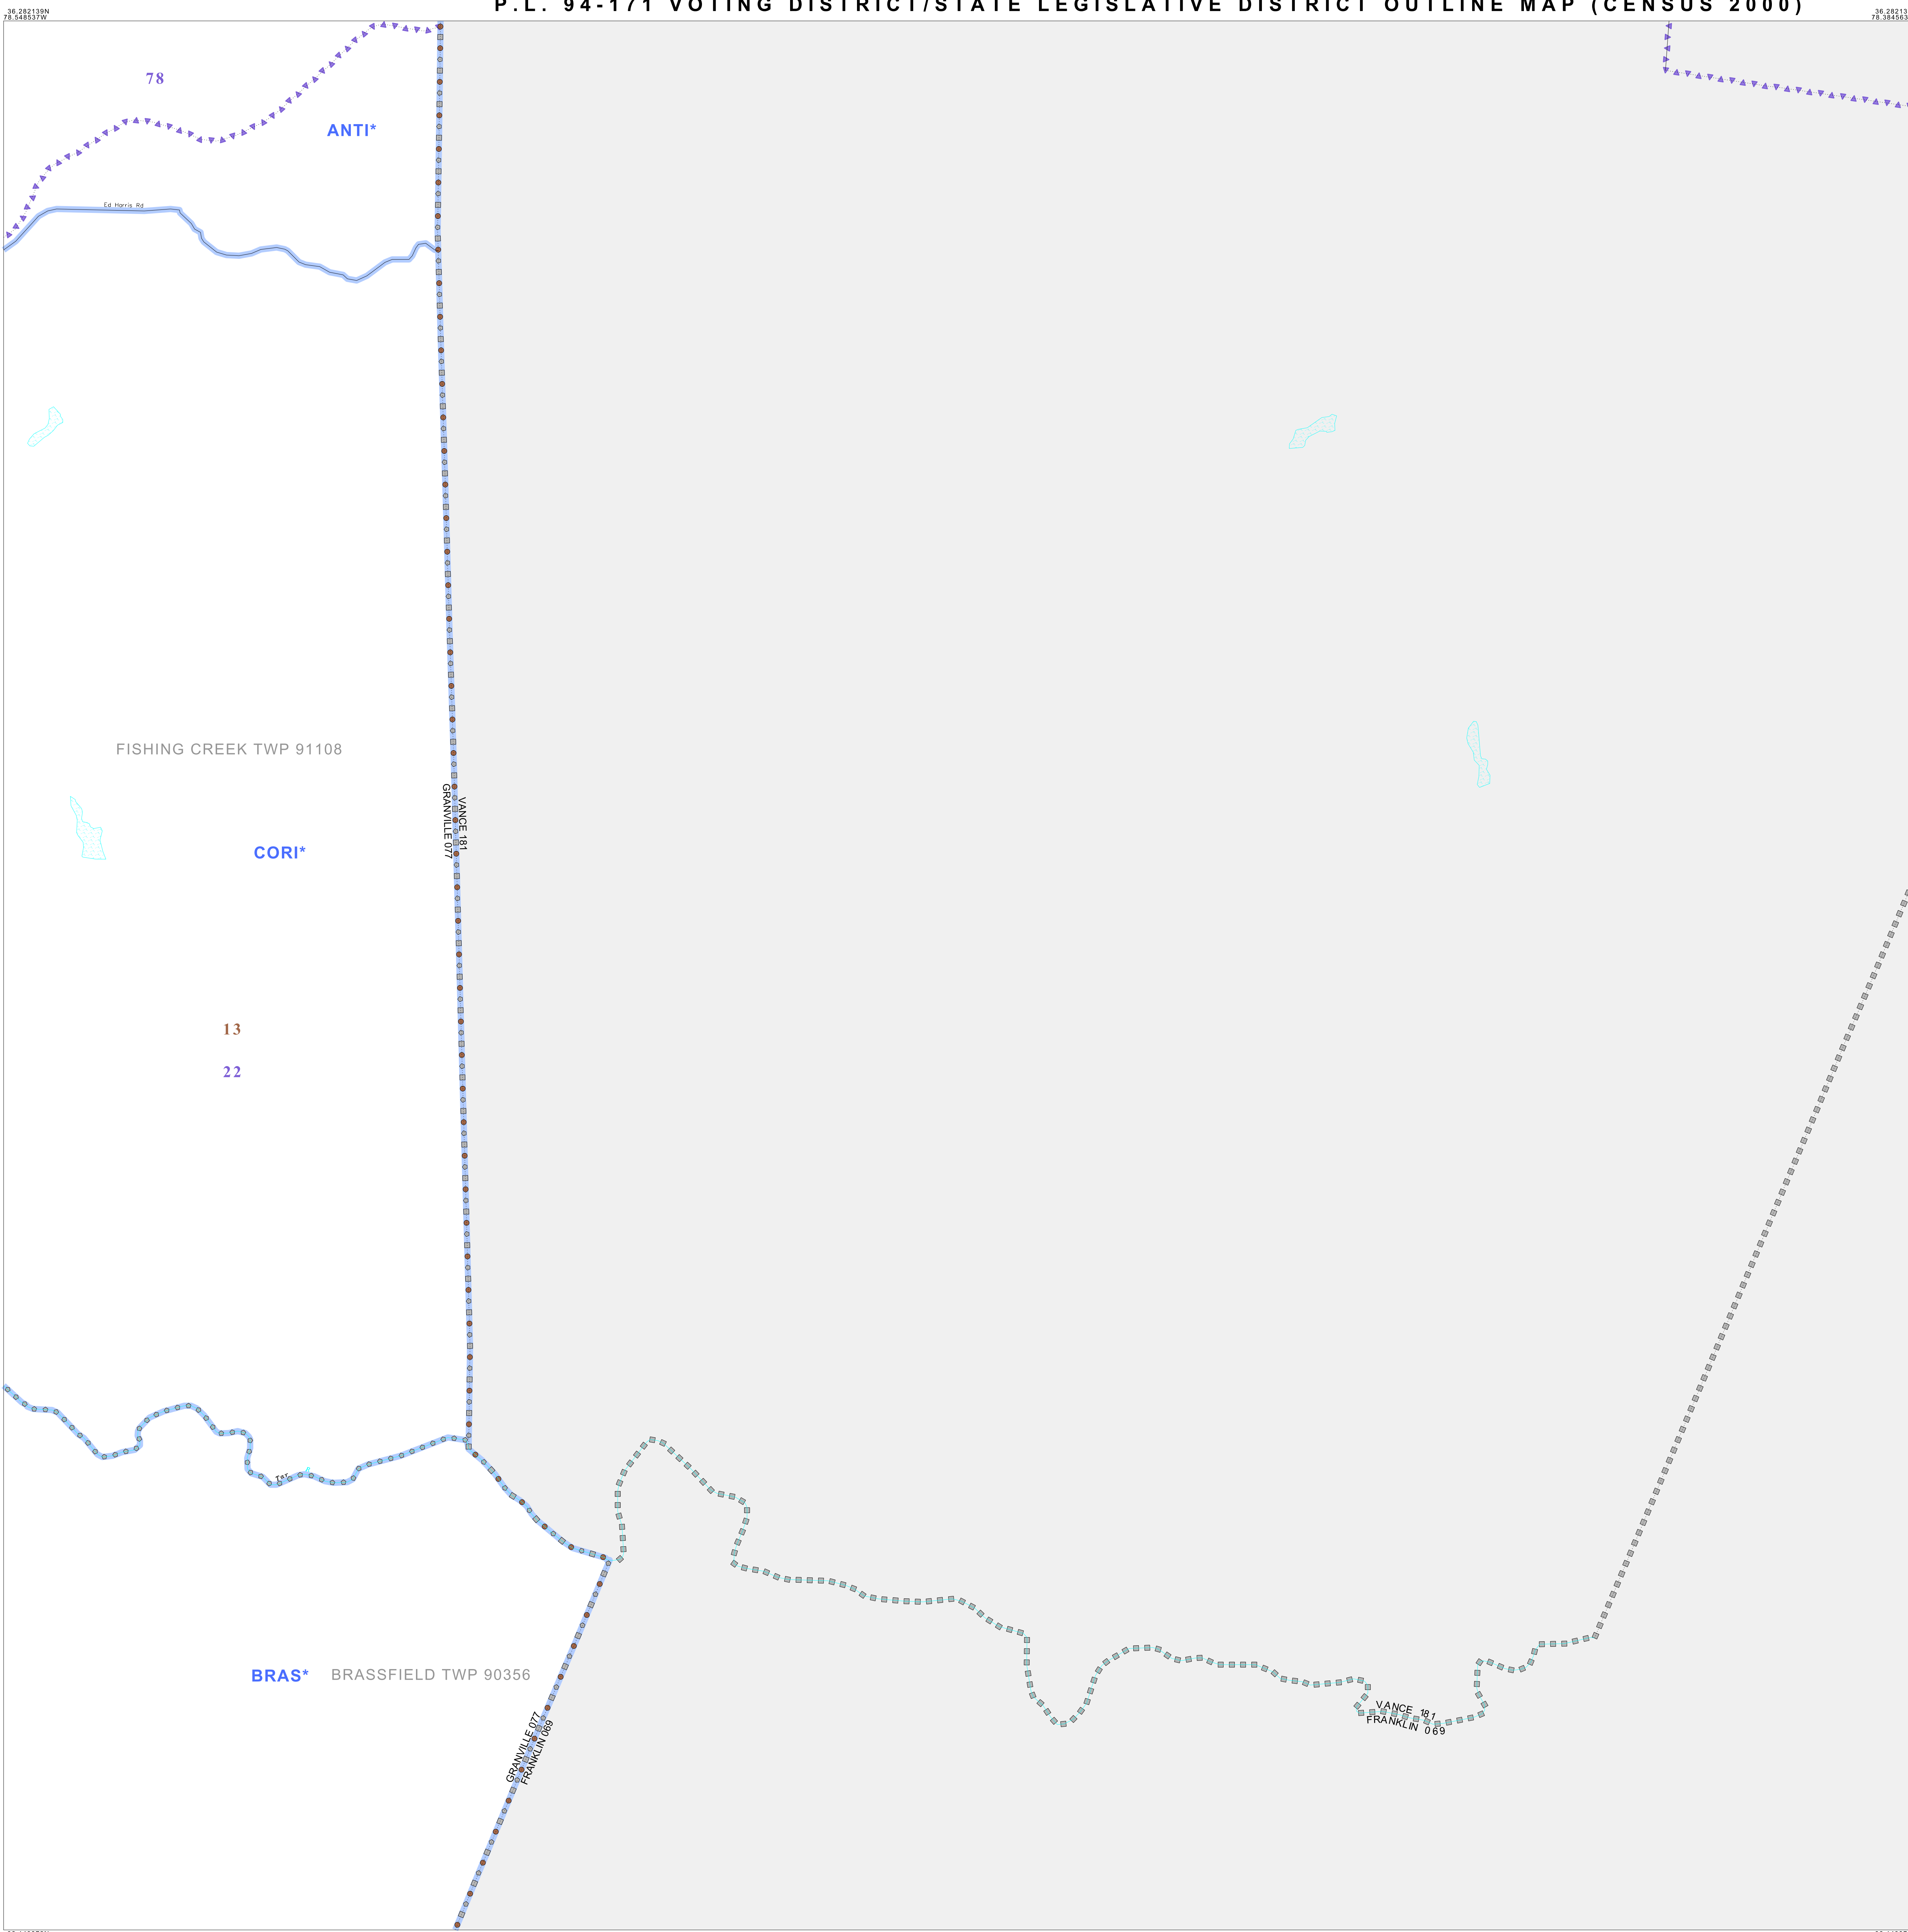 P.L. 94-171 VOTING DISTRICT/STATE LEGISLATIVE DISTRICT OUTLINE MAP (CENSUS 2000)
36.282139N
78.548537W
36.28213
78.384563
78
ANTI*
Ed Harris Rd
FISHING CREEK TWP 91108
VANCE 181
GRANVILLE 077
CORI*
13
22
Tar
BRAS*
BRASSFIELD TWP 90356
GRANVILLE 077
FRANKLIN 069
VANCE 181
FRANKLIN 069